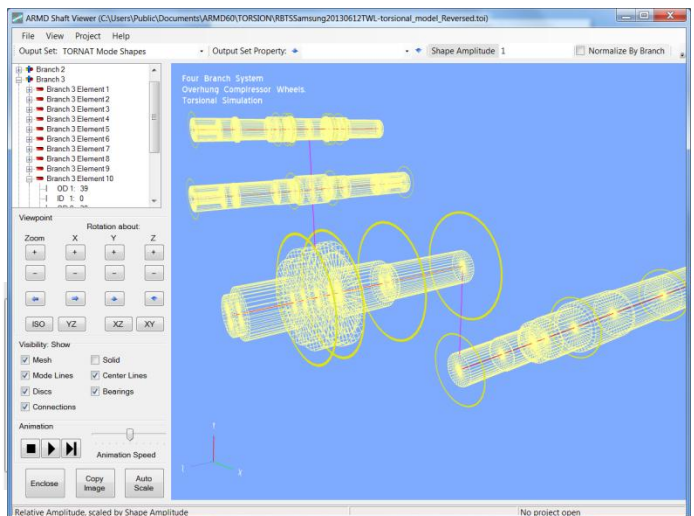 ARMD Shaft Viewer (C:\Users\Public\Documents\ARMD60\TORSION\RBTSSamsung20130612TWL-torsional_model_Reversed.toi)
File View Project Tools Help
Ouput Set: TORNAT Mode Shapes Output Set Property: Shape Amplitude 1 Normalize By Branch
Branch 2
Branch 3
Branch 3 Element 1
Branch 3 Element 2
Branch 3 Element 3
Branch 3 Element 4
Branch 3 Element 5
Branch 3 Element 6
Branch 3 Element 7
Branch 3 Element 8
Branch 3 Element 9
Branch 3 Element 10
OD 1: 39
ID 1: 0
Four Branch System
Overhung Complressor Wheels.
Torsional Simulation
Viewpoint
Rotation about:
Zoom X Y Z
+ + + +
- - - -
ISO YZ XZ XY
Visibility: Show
Mesh Solid
Mode Lines Center Lines
Discs Bearings
Connections
Animation
Animation Speed
Enclose Copy Image Auto Scale
X
Relative Amplitude, scaled by Shape Amplitude No project open